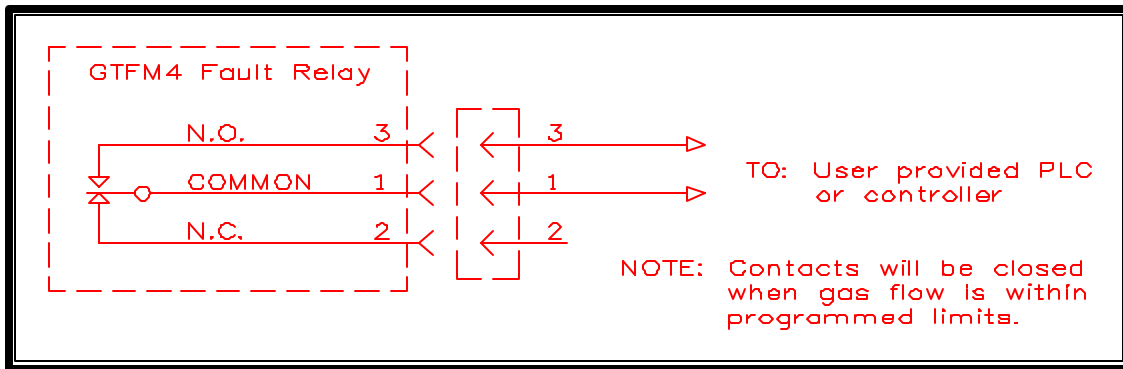 GTFM4 Fault Relay
N.O. 3 3
COMMON 1 1
N.C. 2 2
TO: User provided PLC
or controller
NOTE: Contacts will be closed
when gas flow is within
programmed limits.